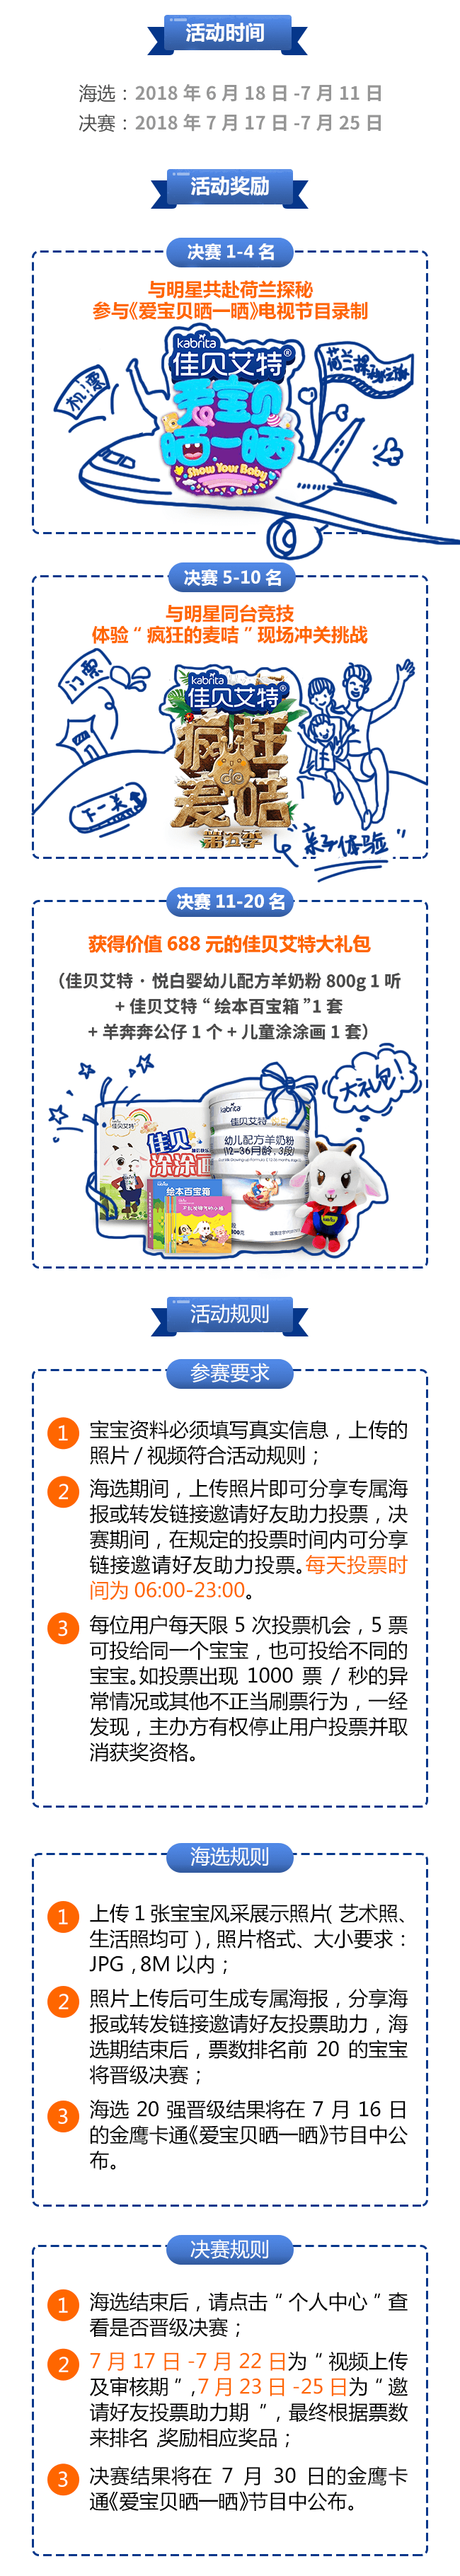 活动时间
海选：2018 年 6 月 18 日 -7 月 11 日
决赛：2018 年 7 月 17 日 -7 月 25 日
活动奖励
决赛 1-4 名
与明星共赴荷兰探秘
参与《爱宝贝晒一晒》电视节目录制
kabrita
佳贝艾特®
机票
荷兰探秘之旅
爱宝贝
晒一晒
Show Your Baby
决赛 5-10 名
与明星同台竞技
体验“疯狂的麦咭”现场冲关挑战
门票
kabrita
佳贝艾特®
疯狂
麦咭
第五季
下一关
亲子体验”
决赛 11-20 名
获得价值 688 元的佳贝艾特大礼包
（佳贝艾特 · 悦白婴幼儿配方羊奶粉 800g 1 听
+ 佳贝艾特“绘本百宝箱”1 套
+ 羊奔奔公仔 1 个 + 儿童涂涂画 1 套）
大礼包!
kabrita
佳贝艾特
佳贝艾特
幼儿配方羊奶粉
(12-36月龄，3段)
佳贝
涂涂画
绘本百宝箱
活动规则
参赛要求
1 宝宝资料必须填写真实信息，上传的
照片 / 视频符合活动规则；
2 海选期间，上传照片即可分享专属海
报或转发链接邀请好友助力投票，决
赛期间，在规定的投票时间内可分享
链接邀请好友助力投票。每天投票时
间为 06:00-23:00。
3 每位用户每天限 5 次投票机会，5 票
可投给同一个宝宝，也可投给不同的
宝宝。如投票出现 1000 票 / 秒的异
常情况或其他不正当刷票行为，一经
发现，主办方有权停止用户投票并取
消获奖资格。
海选规则
1 上传 1 张宝宝风采展示照片（艺术照、
生活照均可），照片格式、大小要求：
JPG，8M 以内；
2 照片上传后可生成专属海报，分享海
报或转发链接邀请好友投票助力，海
选期结束后，票数排名前 20 的宝宝
将晋级决赛；
3 海选 20 强晋级结果将在 7 月 16 日
的金鹰卡通《爱宝贝晒一晒》节目中公
布。
决赛规则
1 海选结束后，请点击“个人中心”查
看是否晋级决赛；
2 7 月 17 日 -7 月 22 日为“视频上传
及审核期”，7 月 23 日 -25 日为“邀
请好友投票助力期“，最终根据票数
来排名 ,奖励相应奖品；
3 决赛结果将在 7 月 30 日的金鹰卡
通《爱宝贝晒一晒》节目中公布。